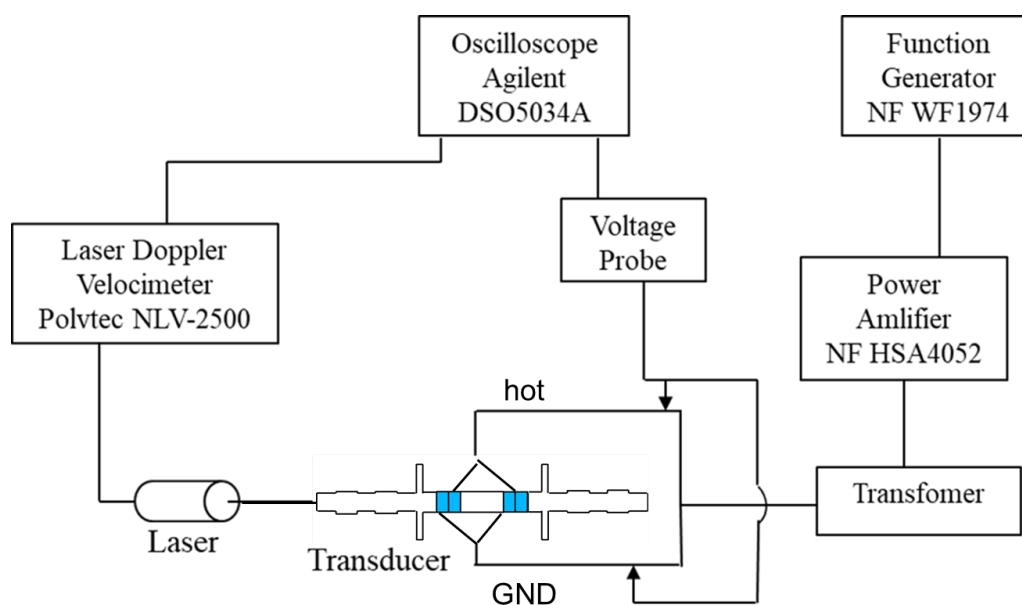 Oscilloscope
Agilent
DSO5034A
Function
Generator
NF WF1974
Voltage
Probe
Laser Doppler
Velocimeter
Polvtec NLV-2500
Power
Amlifier
NF HSA4052
hot
Transfomer
Laser
Transducer
GND